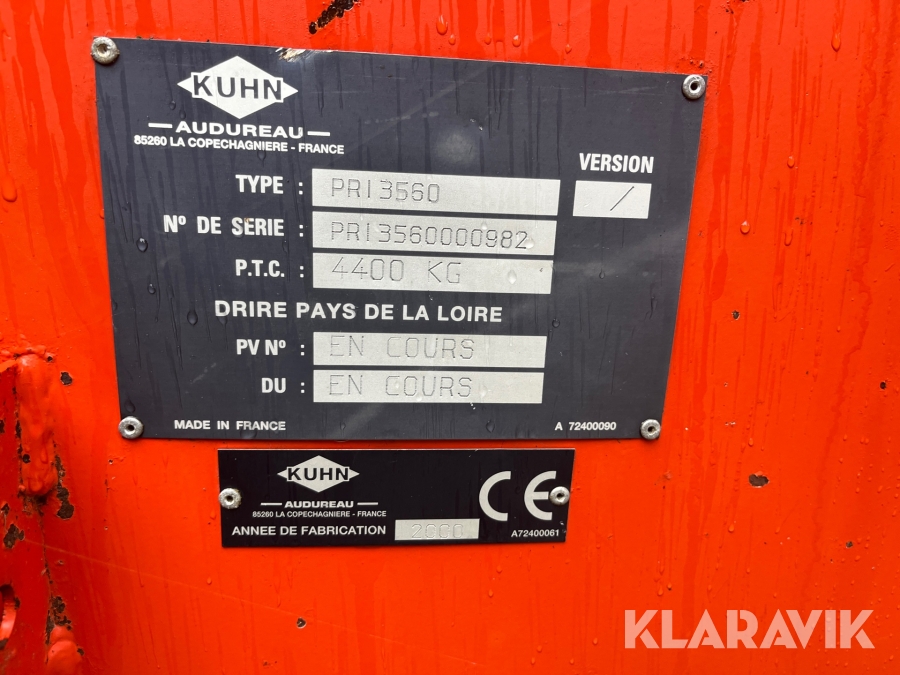 KUHN
AUDUREAU
85260 LA COPECHAGNIERE - FRANCE
VERSION
/
TYPE : PRI3560
Nº DE SERIE : PRI3560000982
P.T.C. : 4400 KG
DRIRE PAYS DE LA LOIRE
PV Nº : EN COURS
DU : EN COURS
MADE IN FRANCE A 72400090
KUHN
AUDUREAU
85260 LA COPECHAGNIERE - FRANCE
CE
ANNEE DE FABRICATION 2000 A72400061
KLARAVIK